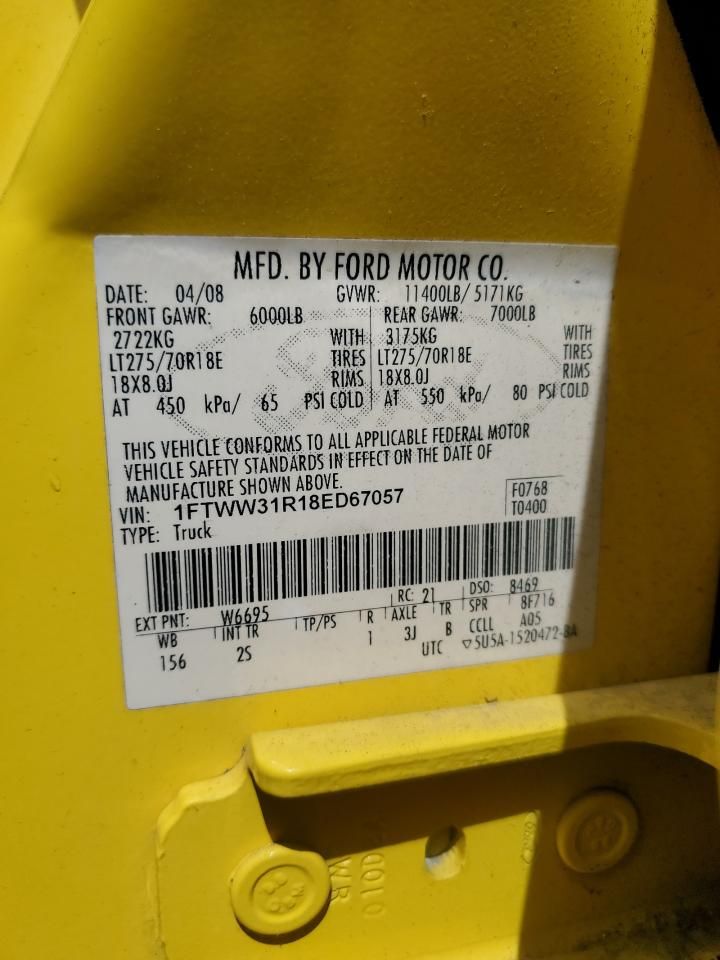 MFD. BY FORD MOTOR CO.
DATE: 04/08 GVWR: 11400LB/ 5171KG
FRONT GAWR: 6000LB REAR GAWR: 7000LB
2722KG WITH 3175KG WITH
LT275/70R18E TIRES LT275/70R18E TIRES
18X8.0J RIMS 18X8.0J RIMS
AT 450 kPa/ 65 PSI COLD AT 550 kPa/ 80 PSI COLD
THIS VEHICLE CONFORMS TO ALL APPLICABLE FEDERAL MOTOR
VEHICLE SAFETY STANDARDS IN EFFECT ON THE DATE OF
MANUFACTURE SHOWN ABOVE.
VIN: 1FTWW31R18ED67057 F0768
TYPE: Truck T0400
EXT PNT: W6695 RC: 21 DSO: 8469
WB INT TR TP/PS R AXLE TR SPR 8F716
156 2S 1 3J B CCLL A05
UTC ▽5U5A-1520472-BA
010D
WR